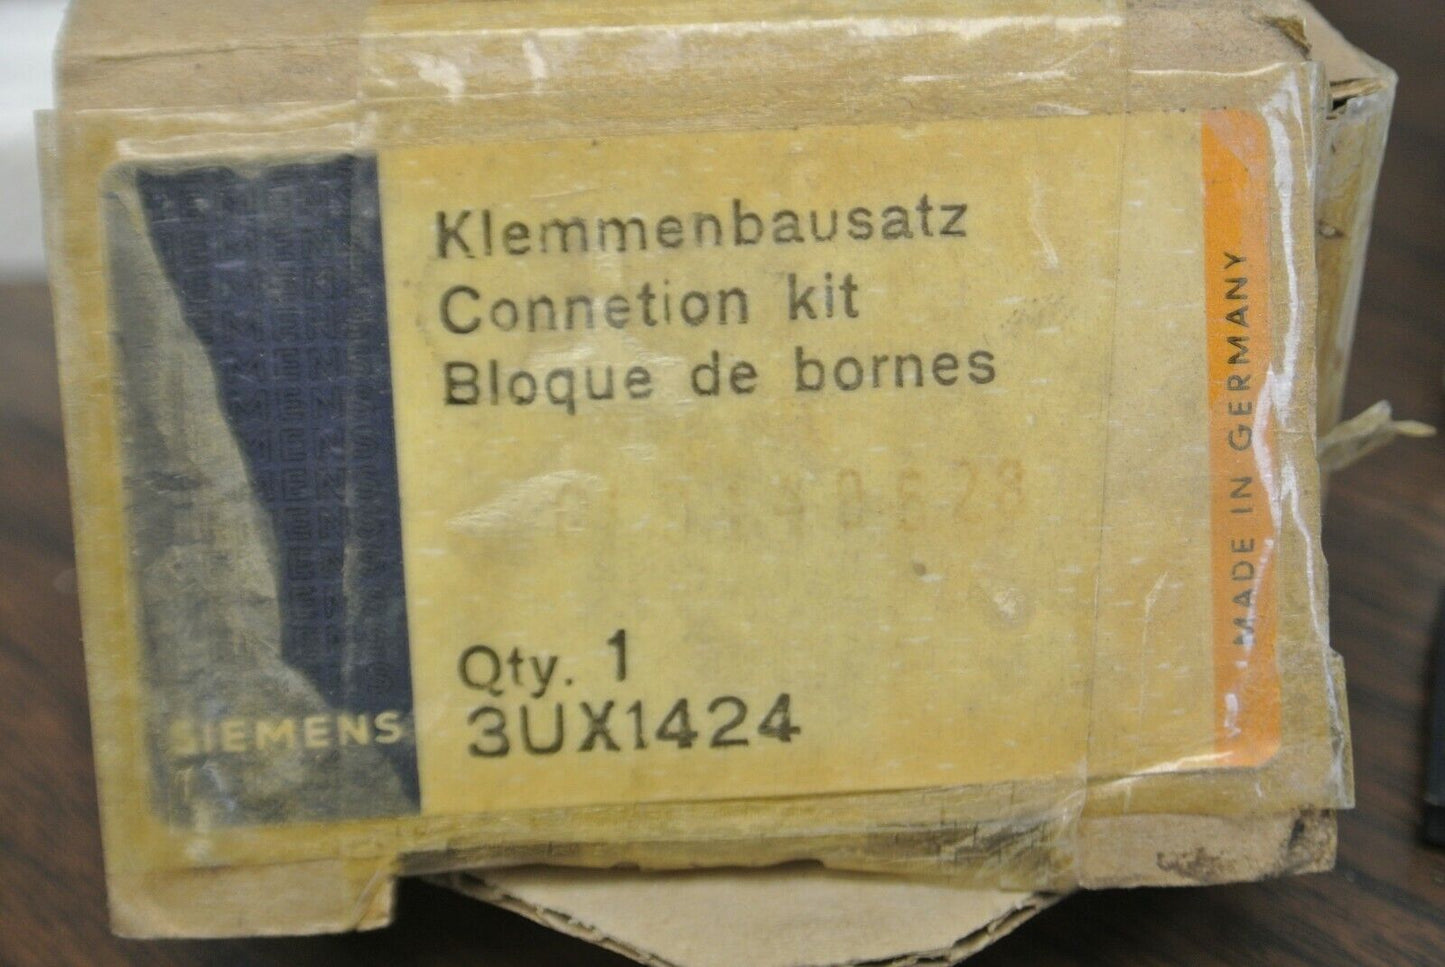 Klemmenbausatz
Connetion kit
Bloque de bornes
Qty. 1
3UX1424
SIEMENS
MADE IN GERMANY